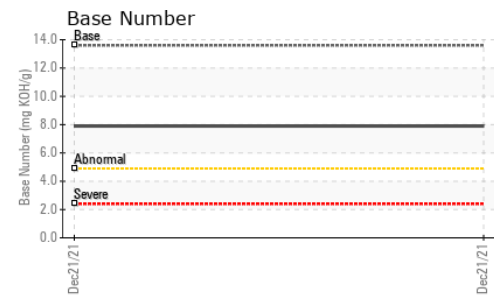 Base Number
Base Number (mg KOH/g)
14.0
12.0
10.0
8.0
6.0
4.0
2.0
0.0
Base
Abnormal
Severe
Dec21/21
Dec21/21